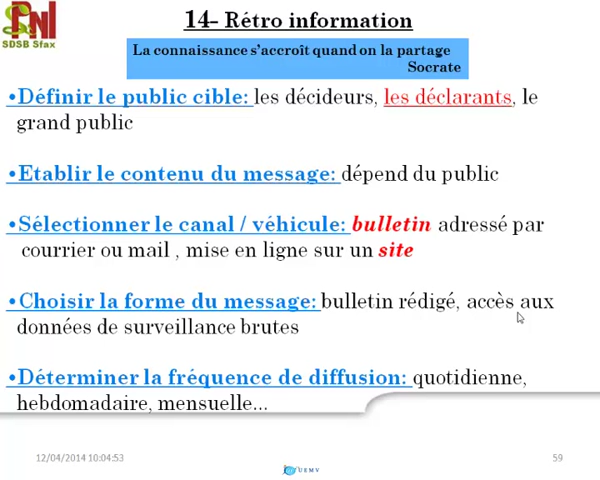 PNI
SDSB Sfax
14- Rétro information
La connaissance s'accroît quand on la partage
Socrate
•Définir le public cible: les décideurs, les déclarants, le
grand public
•Etablir le contenu du message: dépend du public
•Sélectionner le canal / véhicule: bulletin adressé par
courrier ou mail , mise en ligne sur un site
•Choisir la forme du message: bulletin rédigé, accès aux
données de surveillance brutes
•Déterminer la fréquence de diffusion: quotidienne,
hebdomadaire, mensuelle...
12/04/2014 10:04:53
59
UEMV